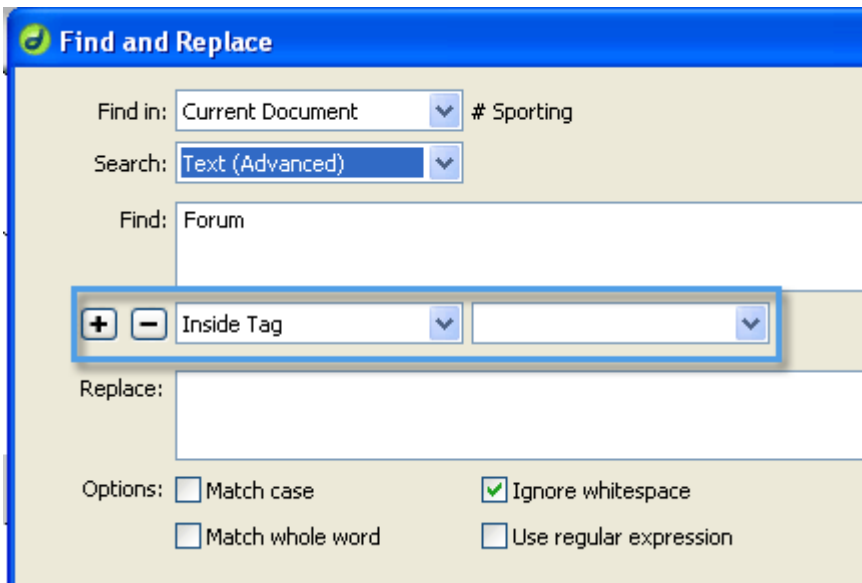 Find and Replace
Find in: Current Document # Sporting
Search: Text (Advanced)
Find: Forum
+ - Inside Tag
Replace:
Options: Match case Ignore whitespace
Match whole word Use regular expression